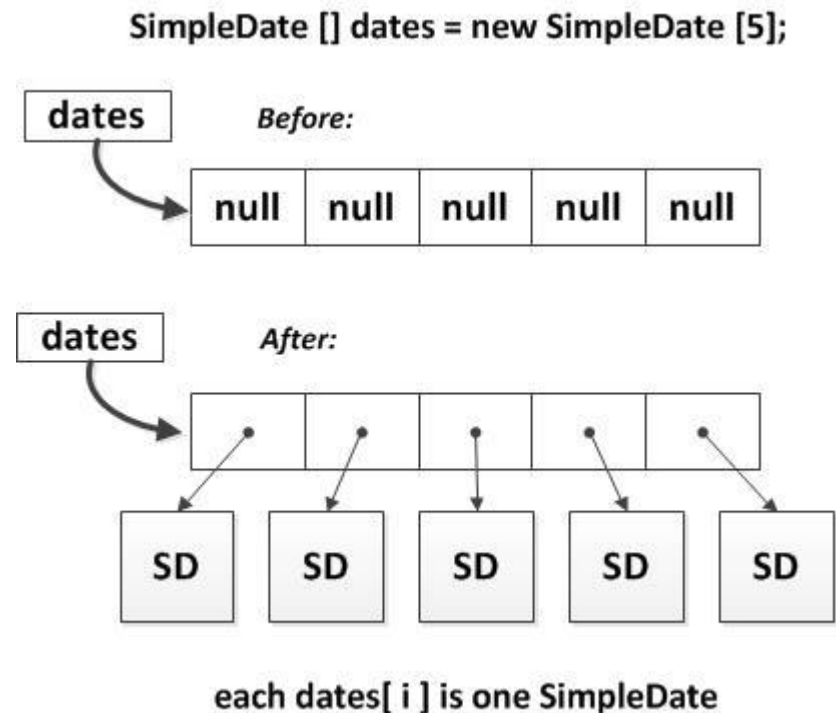 SimpleDate [] dates = new SimpleDate [5];
dates Before:
null null null null null
dates After:
SD SD SD SD SD
each dates[ i ] is one SimpleDate